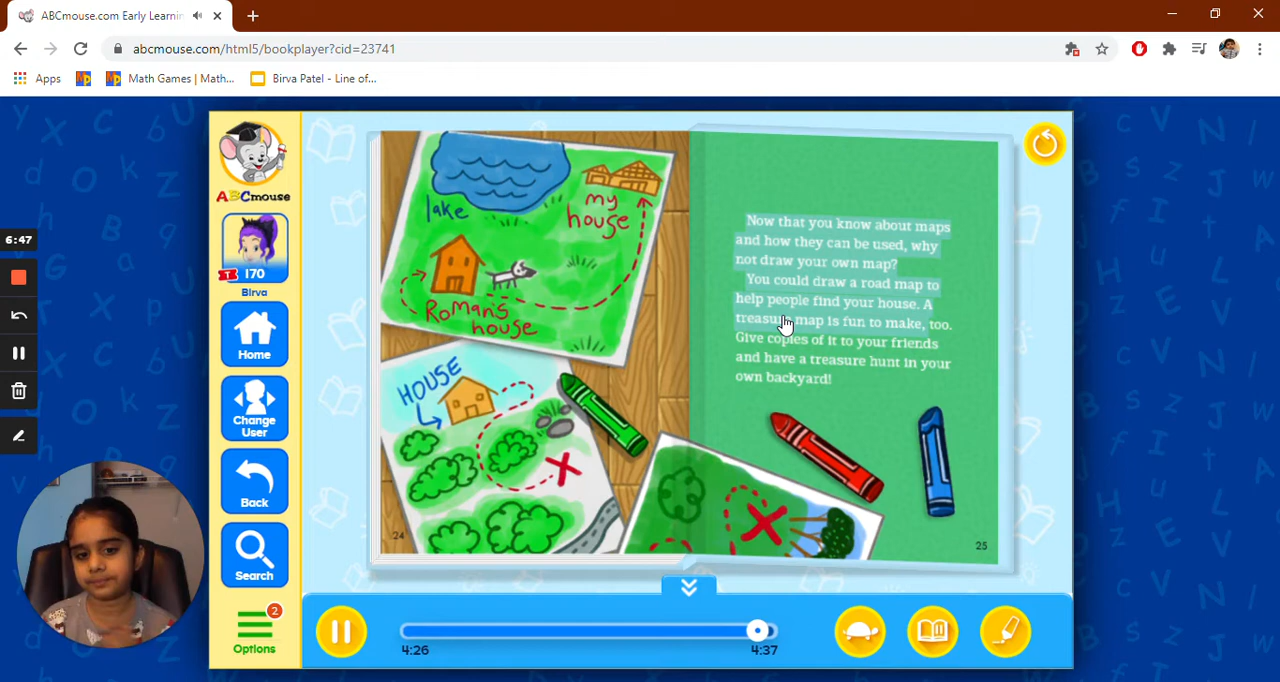 ABCmouse.com Early Learnin
abcmouse.com/html5/bookplayer?cid=23741
Apps
Math Games | Math...
Birva Patel - Line of...
6:47
ABCmouse
T 170
Birva
Home
Change
User
Back
Search
2
Options
lake
my
house
Roman's
house
HOUSE
24
Now that you know about maps
and how they can be used, why
not draw your own map?
You could draw a road map to
help people find your house. A
treasure map is fun to make, too.
Give copies of it to your friends
and have a treasure hunt in your
own backyard!
25
4:26
4:37